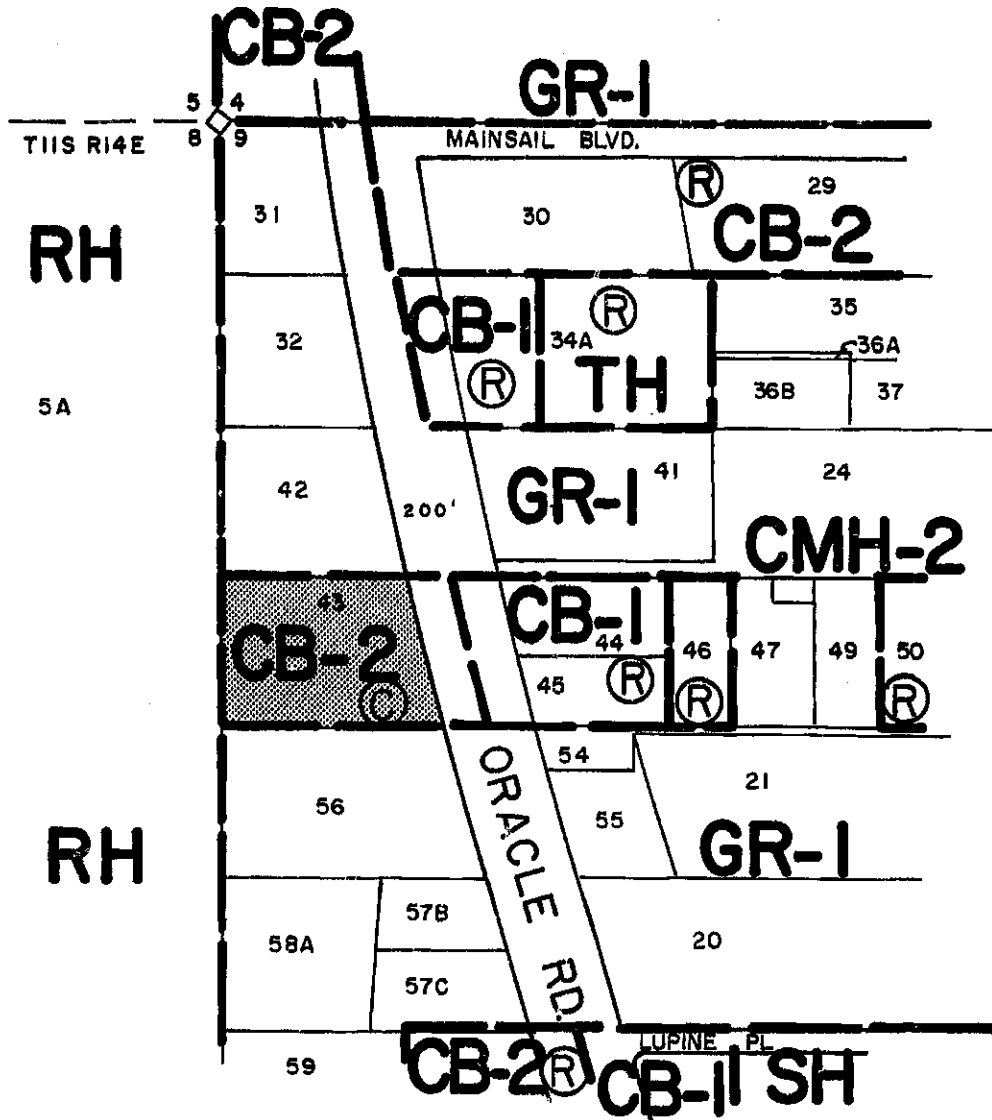 CB-2
GR-1
5 4
8 9
T11S R14E
MAINSAIL BLVD.
31
30
R
29
CB-2
RH
32
CB-1
R
34A
R
TH
35
36A
36B
37
5A
42
200'
GR-1
41
24
CMH-2
43
CB-2
C
CB-1
44
45
R
46
R
47
49
50
R
54
56
ORACLE RD.
55
21
RH
GR-1
58A
57B
57C
20
59
CB-2
R
LUPINE PL
CB-1
SH